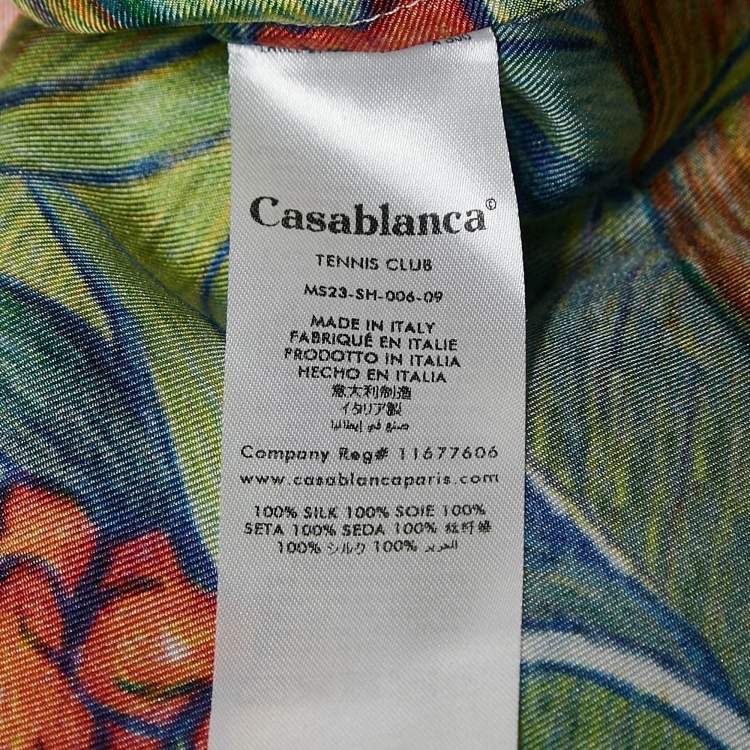 Casablanca©
TENNIS CLUB
MS23-SH-006-09
MADE IN ITALY
FABRIQUÉ EN ITALIE
PRODOTTO IN ITALIA
HECHO EN ITALIA
意大利制造
イタリア製
صنع في إيطاليا
Company Reg# 11677606
www.casablancaparis.com
100% SILK 100% SOIE 100%
SETA 100% SEDA 100% 丝纤维
100% シルク 100% الحرير